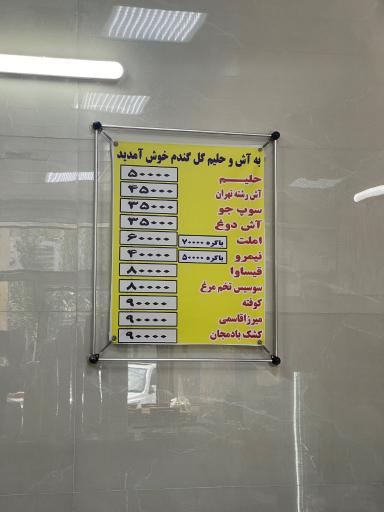 به آش و حلیم گل گندم خوش آمدید
حلیـــم ۵۰۰۰۰
آش رشته تهران ۴۵۰۰۰
سوپ جو ۳۵۰۰۰
آش دوغ ۳۵۰۰۰
املت باکره ۷۰۰۰۰ ۶۰۰۰۰
نیمرو باکره ۵۰۰۰۰ ۴۰۰۰۰
قیساوا ۸۰۰۰۰
سوسیس تخم مرغ ۸۰۰۰۰
کوفته ۹۰۰۰۰
میرزاقاسمی ۹۰۰۰۰
کشک بادمجان ۹۰۰۰۰